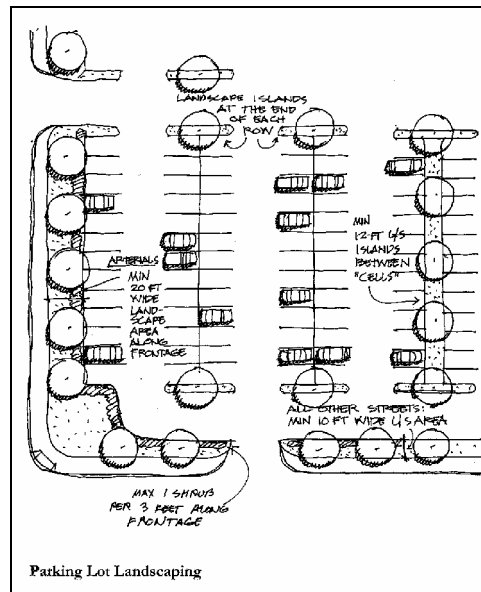 LANDSCAPE ISLANDS
AT THE END
OF EACH
ROW
MIN
12-FT L/S
ISLANDS
BETWEEN
"CELLS"
ARTERIALS
MIN
20 FT
WIDE
LAND-
SCAPE
AREA
ALONG
FRONTAGE
ALL OTHER STREETS:
MIN 10 FT WIDE L/S AREA
MAX 1 SHRUB
PER 3 FEET ALONG
FRONTAGE
Parking Lot Landscaping